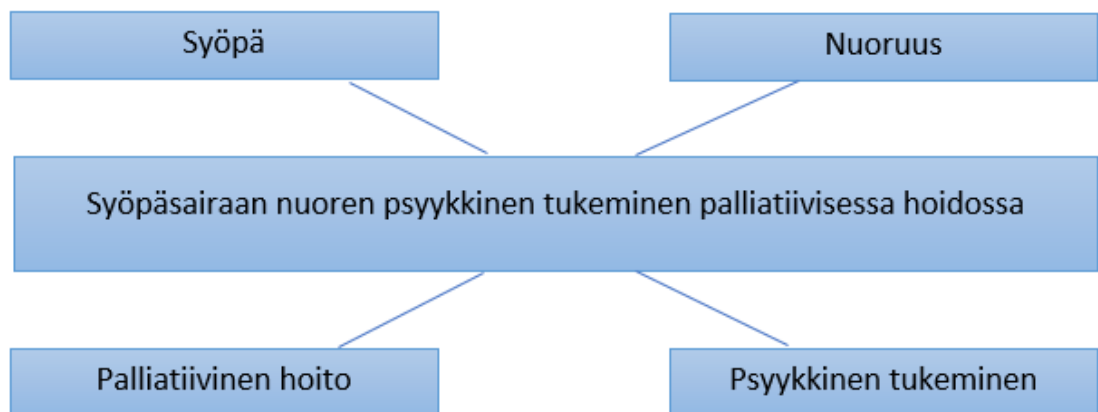 Syöpä
Nuoruus
Syöpäsairaan nuoren psyykkinen tukeminen palliatiivisessa hoidossa
Palliatiivinen hoito
Psyykkinen tukeminen